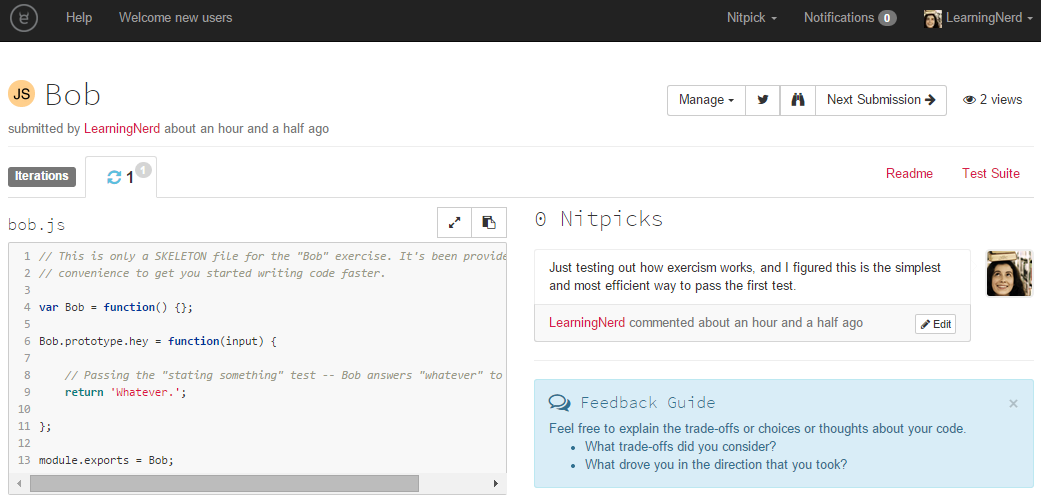 Help Welcome new users Nitpick Notifications 0 LearningNerd
JS Bob
Manage Next Submission 2 views
submitted by LearningNerd about an hour and a half ago
Iterations 1 1 Readme Test Suite
bob.js
1 // This is only a SKELETON file for the "Bob" exercise. It's been provide
2 // convenience to get you started writing code faster.
3
4 var Bob = function() {};
5
6 Bob.prototype.hey = function(input) {
7
8 // Passing the "stating something" test -- Bob answers "whatever" to
9 return 'Whatever.';
10
11 };
12
13 module.exports = Bob;
0 Nitpicks
Just testing out how exercism works, and I figured this is the simplest
and most efficient way to pass the first test.
LearningNerd commented about an hour and a half ago Edit
Feedback Guide ×
Feel free to explain the trade-offs or choices or thoughts about your code.
• What trade-offs did you consider?
• What drove you in the direction that you took?